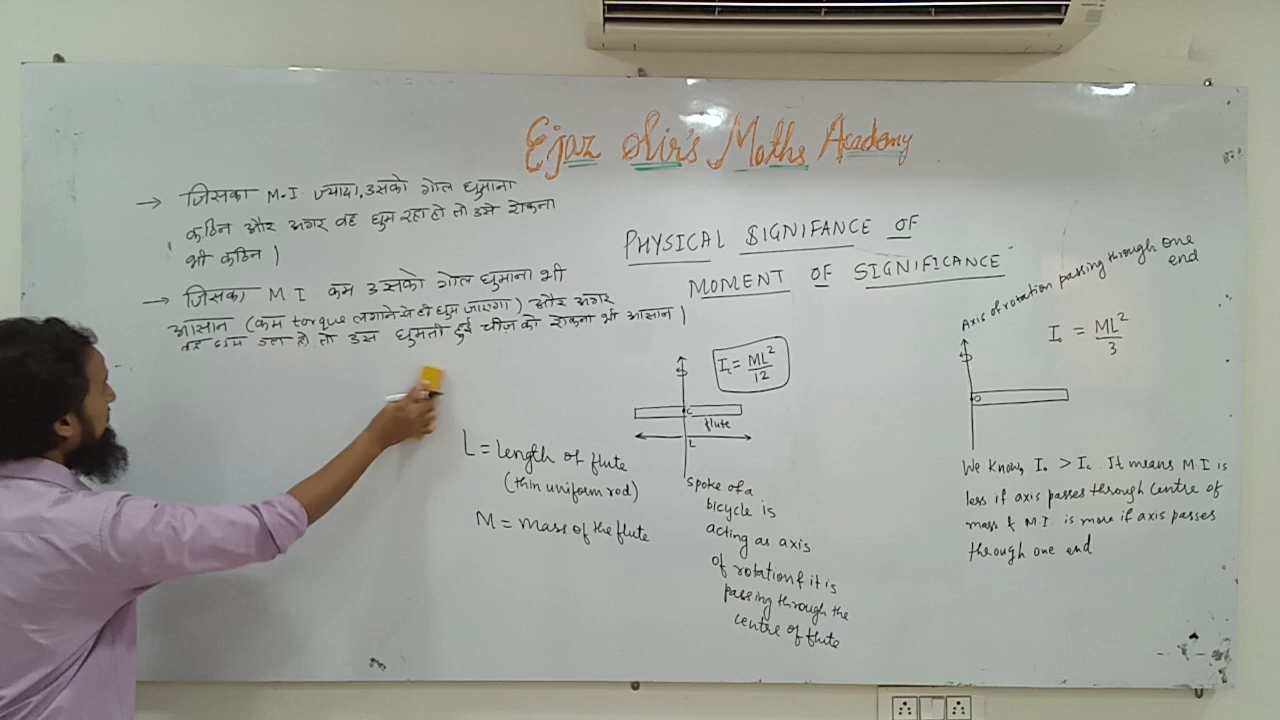 Ejaz Sir's Maths Academy
→ जिसका M.I. ज्यादा, उसको गोल घुमाना
कठिन और अगर वह घुम रहा हो तो उसे रोकना
भी कठिन ।
→ जिसका M I. कम उसको गोल घुमाना भी
आसान (कम torque लगाने से ही घुम जाएगा) और अगर
वह घुम रहा हो तो उस घुमती हुई चीज़ को रोकना भी आसान ।
PHYSICAL SIGNIFANCE OF
MOMENT OF SIGNIFICANCE
I꜀ = ML²/12
C
flute
L
L = Length of flute
(thin uniform rod)
M = mass of the flute
spoke of a
bicycle is
acting as axis
of rotation & it is
passing through the
centre of flute
Axis of rotation passing through one
end
I₀ = ML²/3
O
We know, I₀ > I꜀. It means M.I is
less if axis passes through centre of
mass & M.I. is more if axis passes
through one end